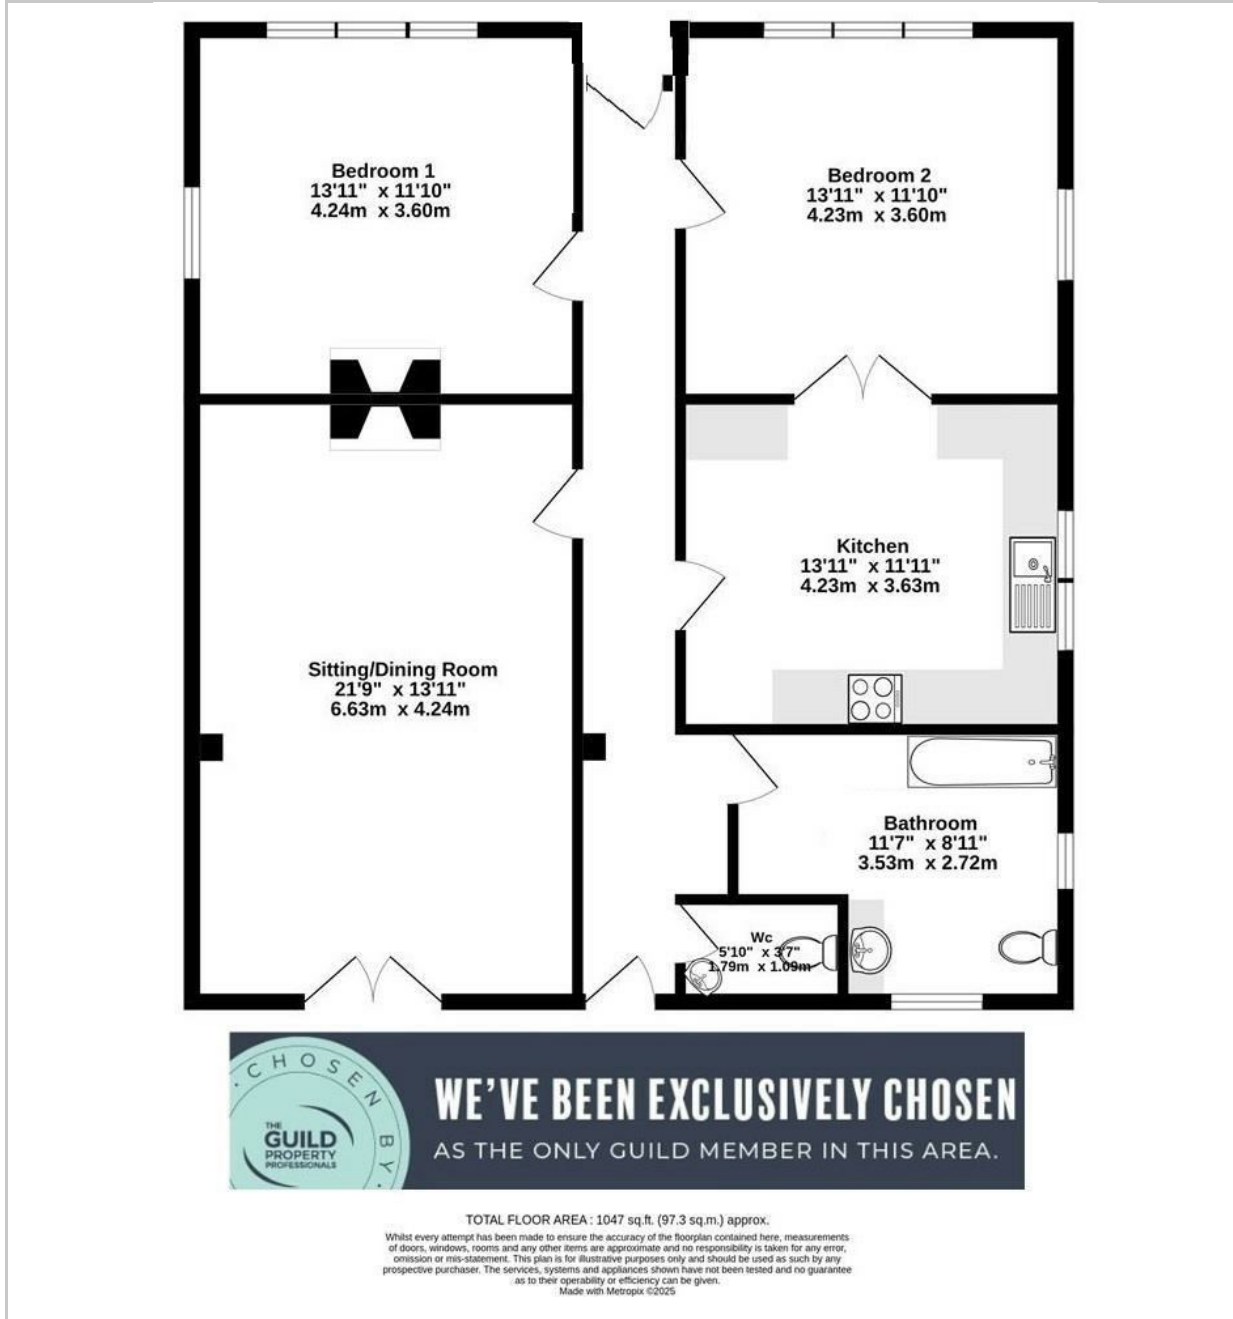 Bedroom 1
13'11" x 11'10"
4.24m x 3.60m
Bedroom 2
13'11" x 11'10"
4.23m x 3.60m
Kitchen
13'11" x 11'11"
4.23m x 3.63m
Sitting/Dining Room
21'9" x 13'11"
6.63m x 4.24m
Bathroom
11'7" x 8'11"
3.53m x 2.72m
Wc
5'10" x 3'7"
1.79m x 1.09m
· CHOSEN BY ·
THE
GUILD
PROPERTY
PROFESSIONALS
WE'VE BEEN EXCLUSIVELY CHOSEN
AS THE ONLY GUILD MEMBER IN THIS AREA.
TOTAL FLOOR AREA : 1047 sq.ft. (97.3 sq.m.) approx.
Whilst every attempt has been made to ensure the accuracy of the floorplan contained here, measurements
of doors, windows, rooms and any other items are approximate and no responsibility is taken for any error,
omission or mis-statement. This plan is for illustrative purposes only and should be used as such by any
prospective purchaser. The services, systems and appliances shown have not been tested and no guarantee
as to their operability or efficiency can be given.
Made with Metropix ©2025